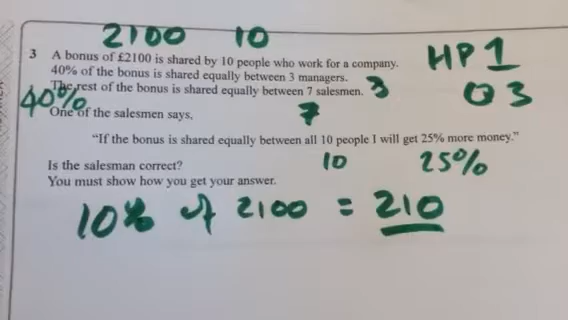 2100 10
3 A bonus of £2100 is shared by 10 people who work for a company.
HP 1
40% of the bonus is shared equally between 3 managers.
The rest of the bonus is shared equally between 7 salesmen. 3
Q3
40%
One of the salesmen says,
7
"If the bonus is shared equally between all 10 people I will get 25% more money."
Is the salesman correct?
10 25%
You must show how you get your answer.
10% of 2100 = 210